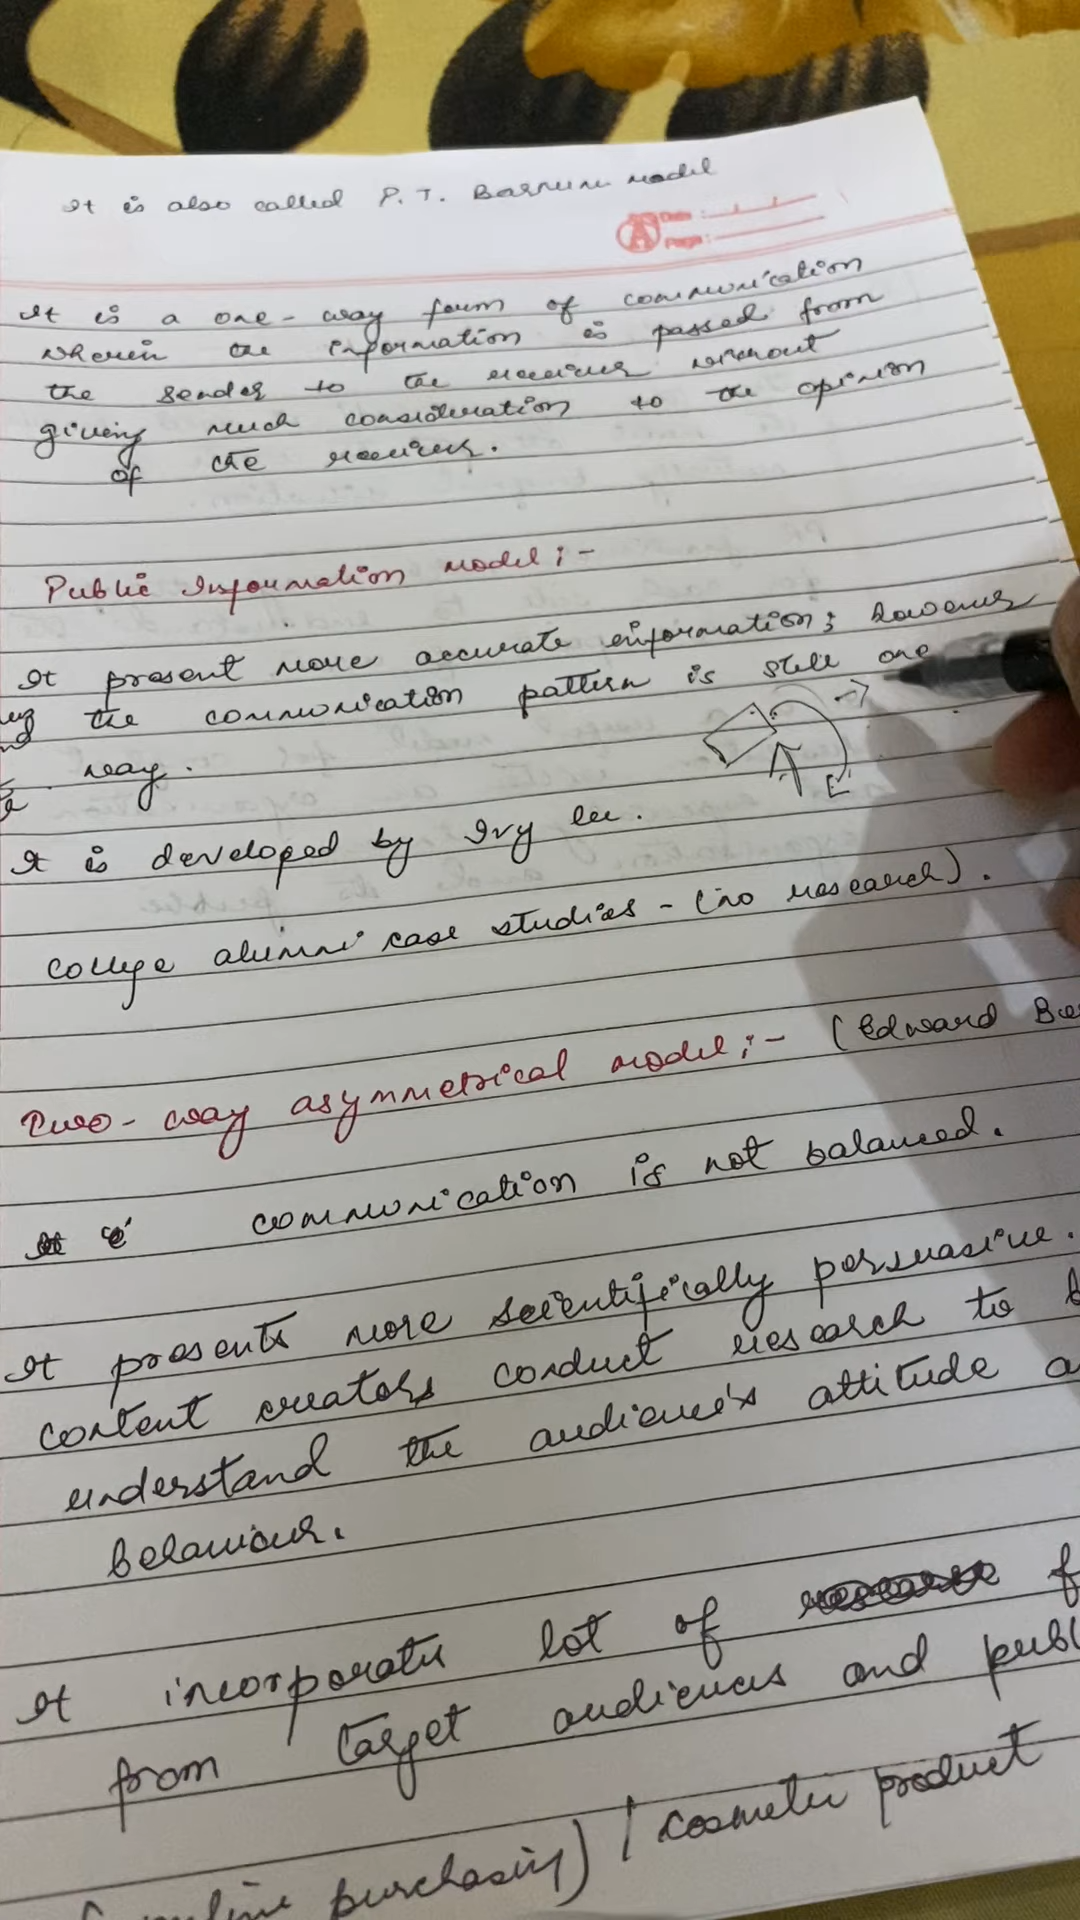 It is also called P. T. Barnum model
Date :
Page :
It is a one-way form of communication
wherein the information is passed from
the sender to the receiver without
giving much consideration to the opinion
of the receiver.
Public Information model :-
It present more accurate information; however
the communication pattern is still one
way.
It is developed by Ivy lee.
college alumni case studies - (no research).
Two-way asymmetrical model :- (Edward
communication is not balanced.
It presents more scientifically persuasive.
content creators conduct research to
understand the audience's attitude
behaviour.
It incorporate lot of
from target audiences and
purchasing) / cosmetic product